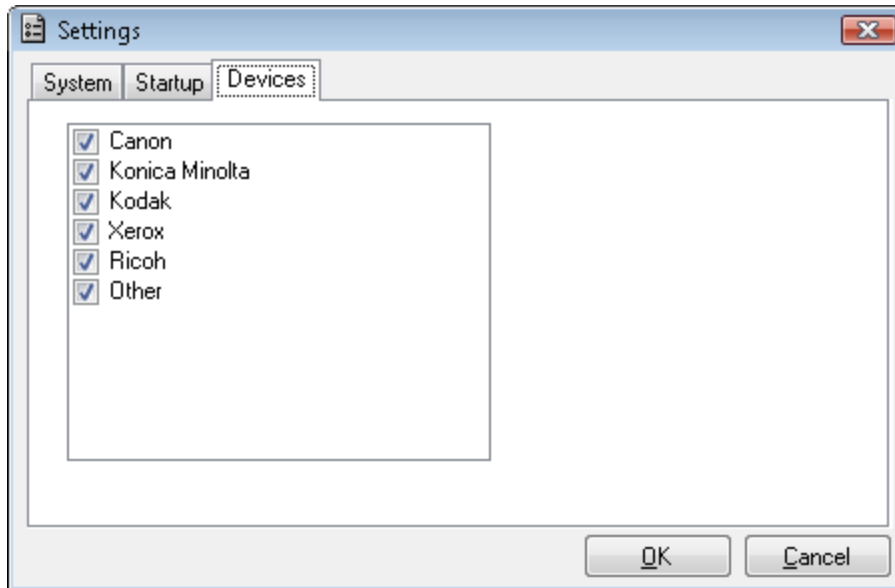 Settings
System Startup Devices
Canon
Konica Minolta
Kodak
Xerox
Ricoh
Other
OK Cancel